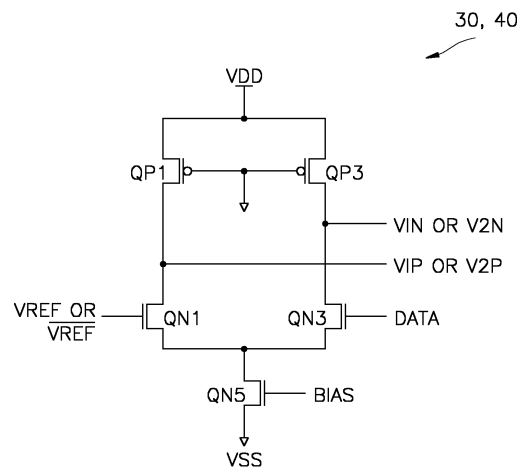 30, 40
VDD
QP1
QP3
VIN OR V2N
VIP OR V2P
VREF OR
VREF
QN1
QN3
DATA
QN5
BIAS
VSS